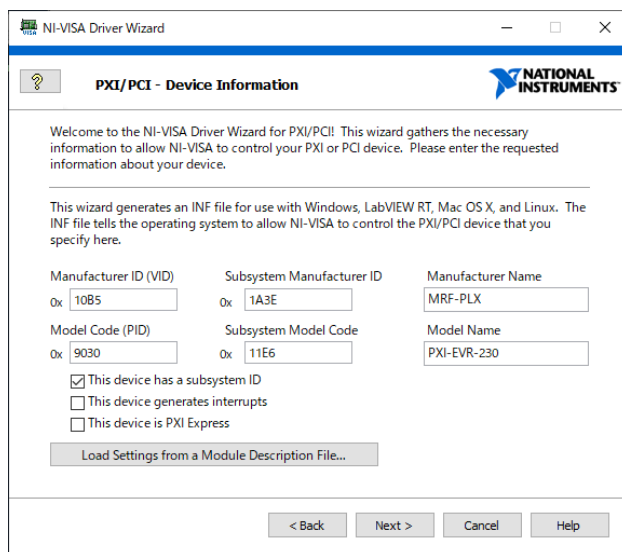 NI-VISA Driver Wizard
PXI/PCI - Device Information
NATIONAL
INSTRUMENTS
Welcome to the NI-VISA Driver Wizard for PXI/PCI! This wizard gathers the necessary
information to allow NI-VISA to control your PXI or PCI device. Please enter the requested
information about your device.
This wizard generates an INF file for use with Windows, LabVIEW RT, Mac OS X, and Linux. The
INF file tells the operating system to allow NI-VISA to control the PXI/PCI device that you
specify here.
Manufacturer ID (VID) Subsystem Manufacturer ID Manufacturer Name
0x 10B5 0x 1A3E MRF-PLX
Model Code (PID) Subsystem Model Code Model Name
0x 9030 0x 11E6 PXI-EVR-230
This device has a subsystem ID
This device generates interrupts
This device is PXI Express
Load Settings from a Module Description File...
< Back Next > Cancel Help